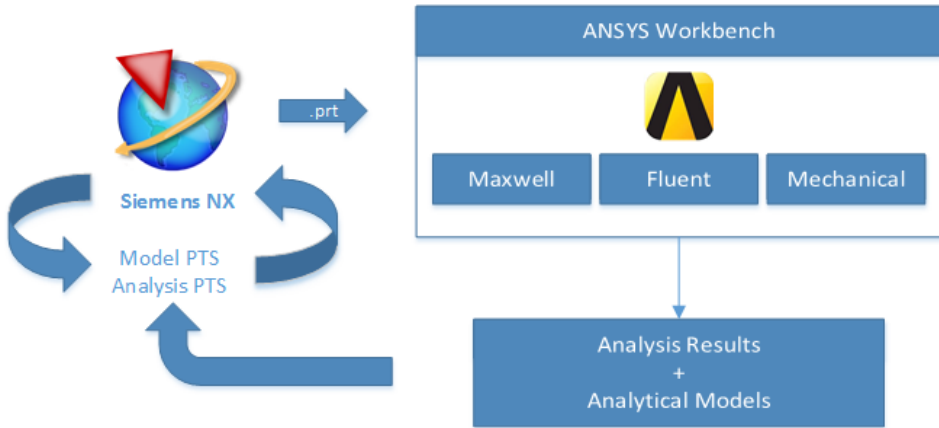 ANSYS Workbench
.prt
Maxwell
Fluent
Mechanical
Siemens NX
Model PTS
Analysis PTS
Analysis Results
+
Analytical Models